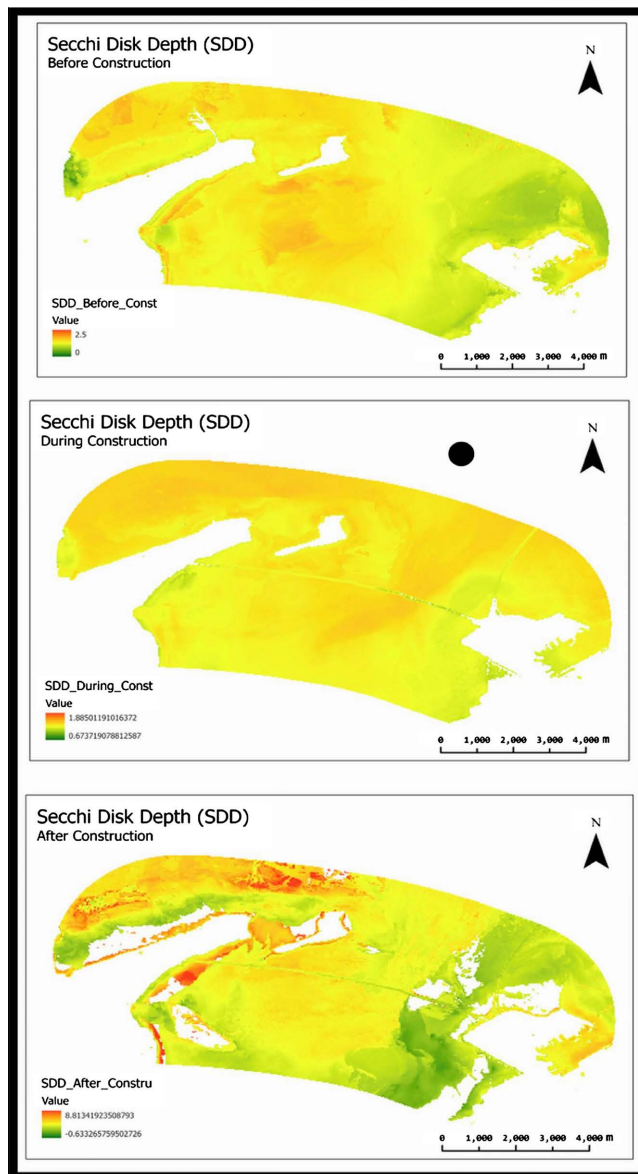 Secchi Disk Depth (SDD)
Before Construction
N
SDD_Before_Const
Value
2.5
0
0 1,000 2,000 3,000 4,000 m
Secchi Disk Depth (SDD)
During Construction
N
SDD_During_Const
Value
1.88501191016372
0.673719078812587
0 1,000 2,000 3,000 4,000 m
Secchi Disk Depth (SDD)
After Construction
N
SDD_After_Constru
Value
8.81341923508793
-0.633265759502726
0 1,000 2,000 3,000 4,000 m